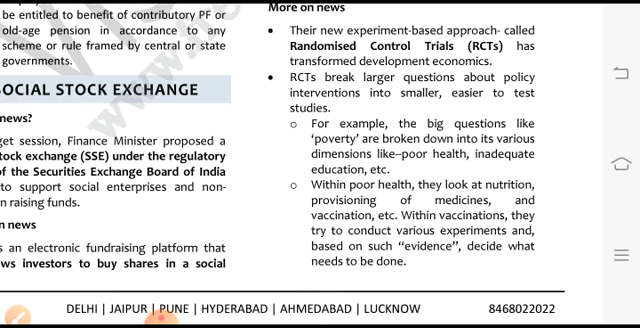 be entitled to benefit of contributory PF or
old-age pension in accordance to any
scheme or rule framed by central or state
governments.
OCIAL STOCK EXCHANGE
news?
get session, Finance Minister proposed a
tock exchange (SSE) under the regulatory
of the Securities Exchange Board of India
to support social enterprises and non-
n raising funds.
n news
s an electronic fundraising platform that
ws investors to buy shares in a social
More on news
• Their new experiment-based approach- called
Randomised Control Trials (RCTs) has
transformed development economics.
• RCTs break larger questions about policy
interventions into smaller, easier to test
studies.
o For example, the big questions like
'poverty' are broken down into its various
dimensions like--poor health, inadequate
education, etc.
o Within poor health, they look at nutrition,
provisioning of medicines, and
vaccination, etc. Within vaccinations, they
try to conduct various experiments and,
based on such “evidence”, decide what
needs to be done.
DELHI | JAIPUR | PUNE | HYDERABAD | AHMEDABAD | LUCKNOW
8468022022